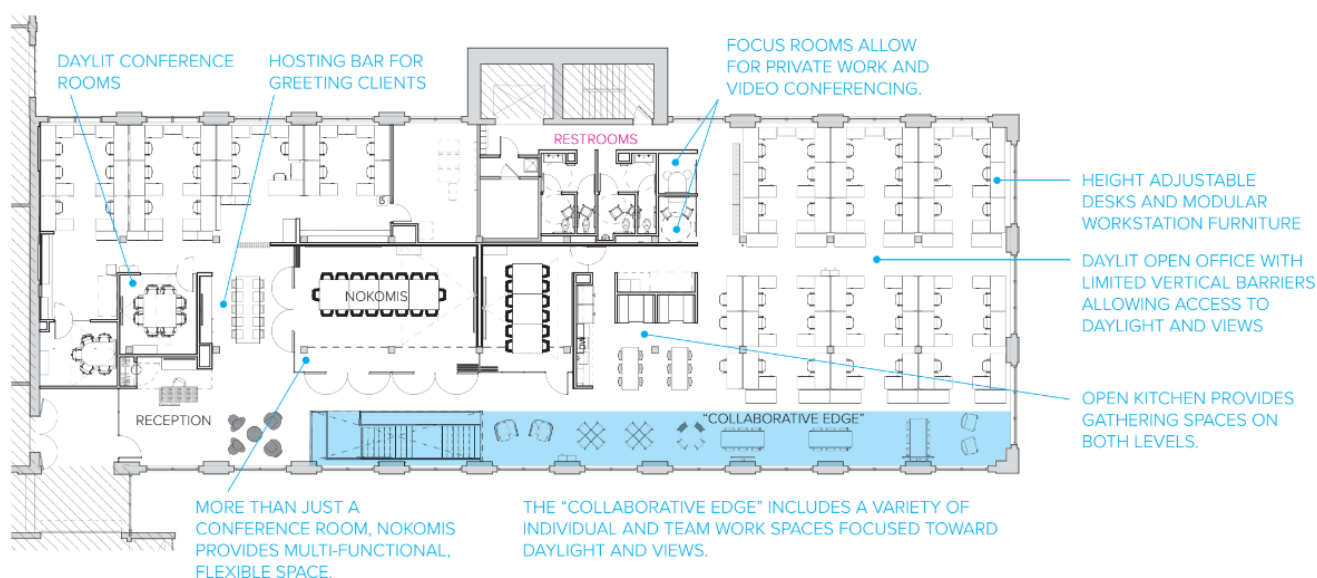 DAYLIT CONFERENCE
ROOMS
HOSTING BAR FOR
GREETING CLIENTS
FOCUS ROOMS ALLOW
FOR PRIVATE WORK AND
VIDEO CONFERENCING.
RESTROOMS
HEIGHT ADJUSTABLE
DESKS AND MODULAR
WORKSTATION FURNITURE
DAYLIT OPEN OFFICE WITH
LIMITED VERTICAL BARRIERS
ALLOWING ACCESS TO
DAYLIGHT AND VIEWS
NOKOMIS
OPEN KITCHEN PROVIDES
GATHERING SPACES ON
BOTH LEVELS.
RECEPTION
“COLLABORATIVE EDGE”
MORE THAN JUST A
CONFERENCE ROOM, NOKOMIS
PROVIDES MULTI-FUNCTIONAL,
FLEXIBLE SPACE.
THE “COLLABORATIVE EDGE” INCLUDES A VARIETY OF
INDIVIDUAL AND TEAM WORK SPACES FOCUSED TOWARD
DAYLIGHT AND VIEWS.